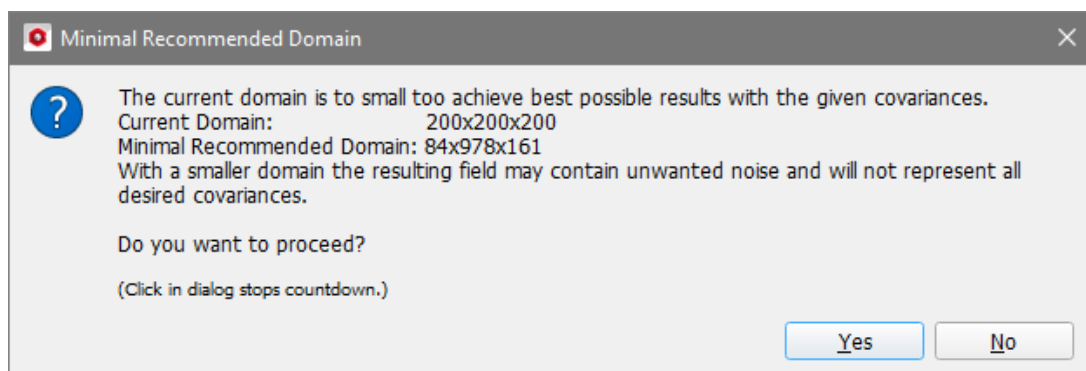 Minimal Recommended Domain
The current domain is to small too achieve best possible results with the given covariances.
Current Domain: 200x200x200
Minimal Recommended Domain: 84x978x161
With a smaller domain the resulting field may contain unwanted noise and will not represent all
desired covariances.
Do you want to proceed?
(Click in dialog stops countdown.)
Yes No